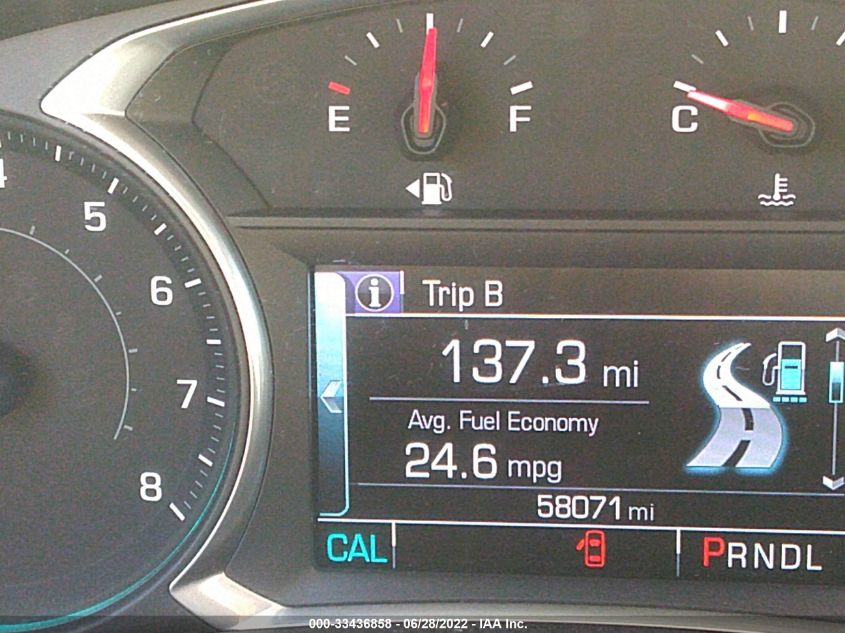 E F C
4
5
6
7
8
i Trip B
137.3 mi
Avg. Fuel Economy
24.6 mpg
58071 mi
CAL PRNDL
000-33436858 - 06/28/2022 - IAA Inc.